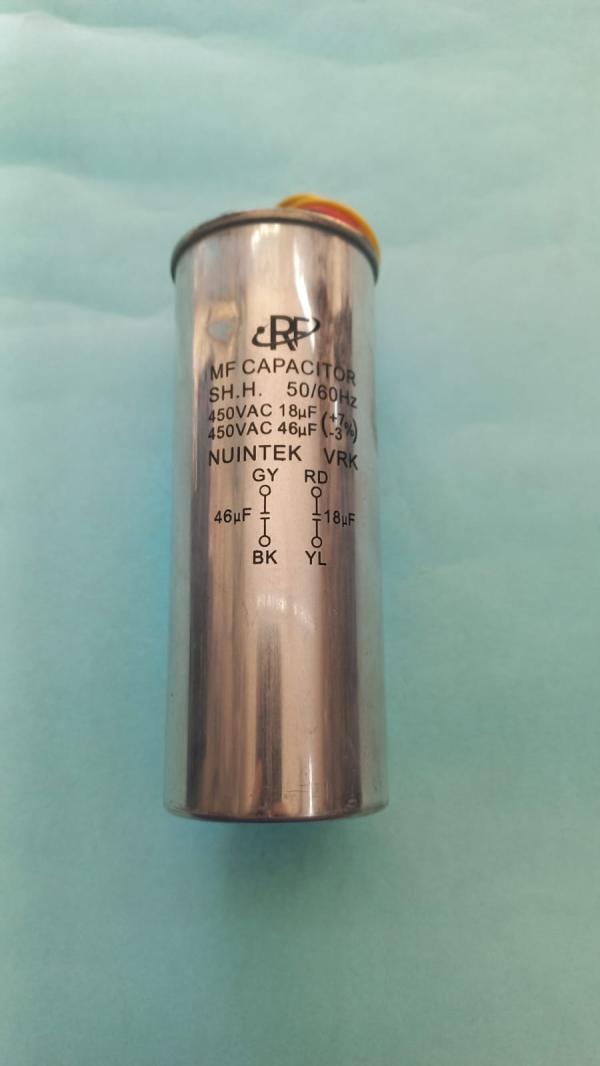 RF
MF CAPACITOR
SH.H. 50/60Hz
450VAC 18µF (+7
450VAC 46µF -3%)
NUINTEK VRK
GY RD
46µF 18µF
BK YL